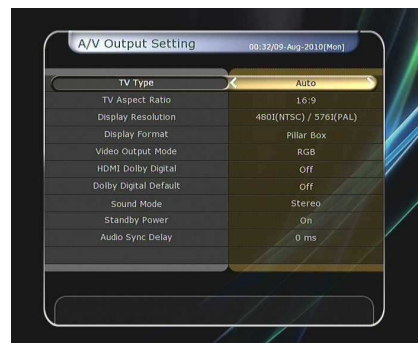 A/V Output Setting
00:32/09-Aug-2010[Mon]
TV Type Auto
TV Aspect Ratio 16:9
Display Resolution 480I(NTSC) / 576I(PAL)
Display Format Pillar Box
Video Output Mode RGB
HDMI Dolby Digital Off
Dolby Digital Default Off
Sound Mode Stereo
Standby Power On
Audio Sync Delay 0 ms